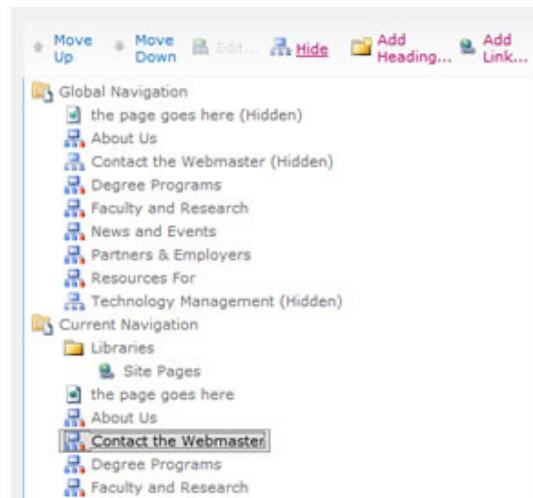 Move Up Move Down Edit... Hide Add Heading... Add Link...
Global Navigation
the page goes here (Hidden)
About Us
Contact the Webmaster (Hidden)
Degree Programs
Faculty and Research
News and Events
Partners & Employers
Resources For
Technology Management (Hidden)
Current Navigation
Libraries
Site Pages
the page goes here
About Us
Contact the Webmaster
Degree Programs
Faculty and Research